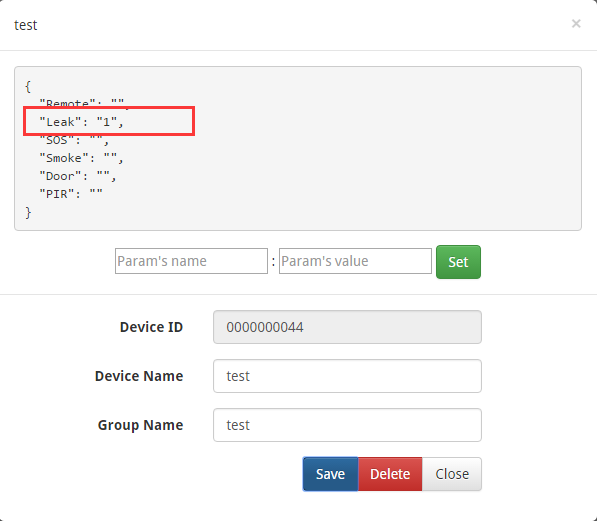 test
×
{
"Remote": "",
"Leak": "1",
"SOS": "",
"Smoke": "",
"Door": "",
"PIR": ""
}
Param's name : Param's value Set
Device ID 0000000044
Device Name test
Group Name test
Save Delete Close